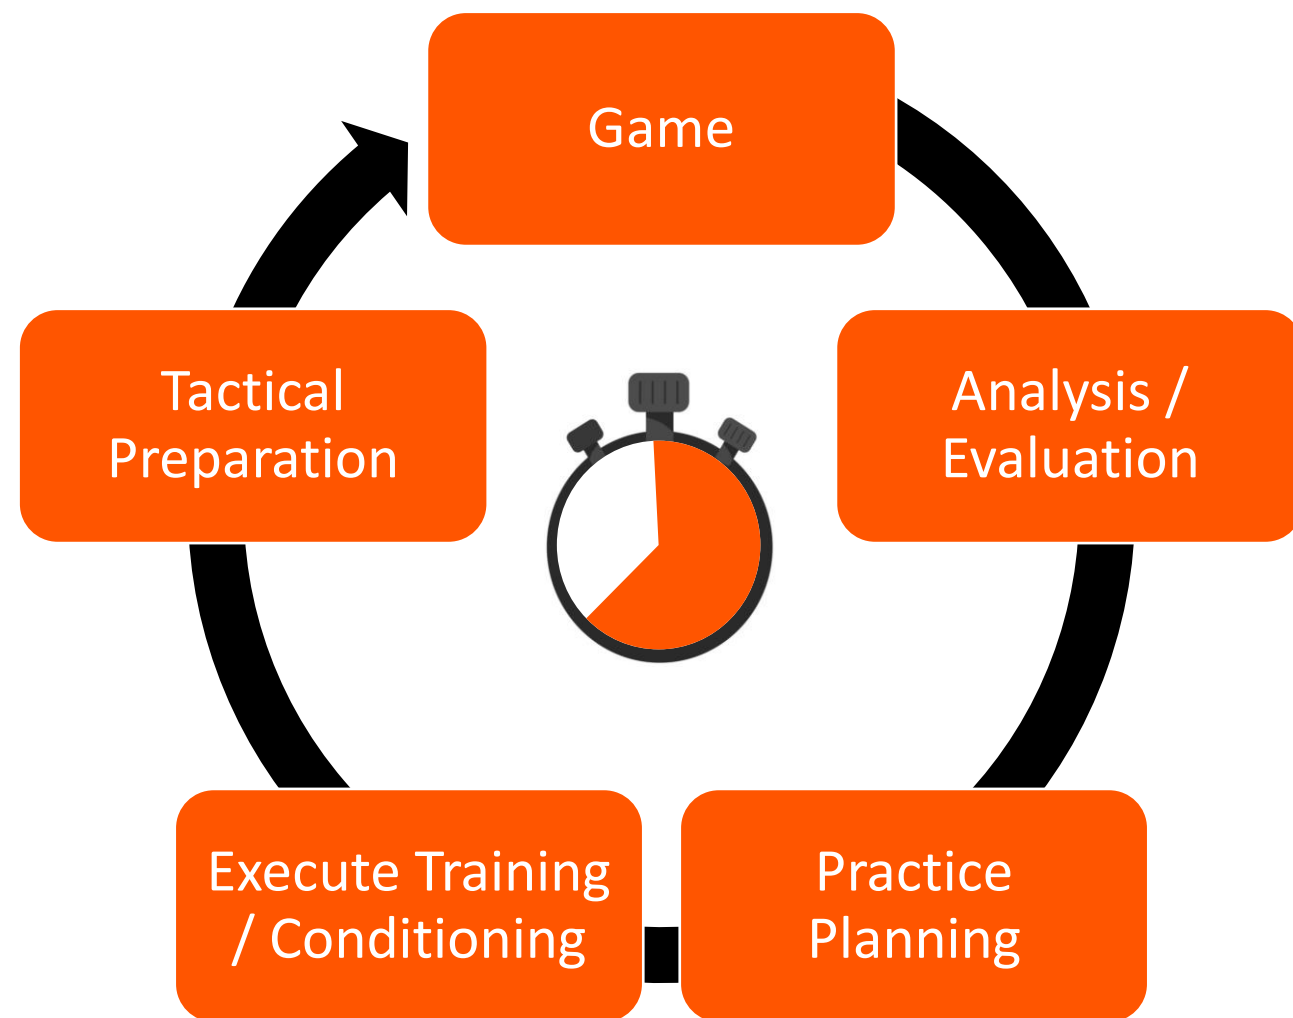 Game
Analysis /
Evaluation
Practice
Planning
Execute Training
/ Conditioning
Tactical
Preparation